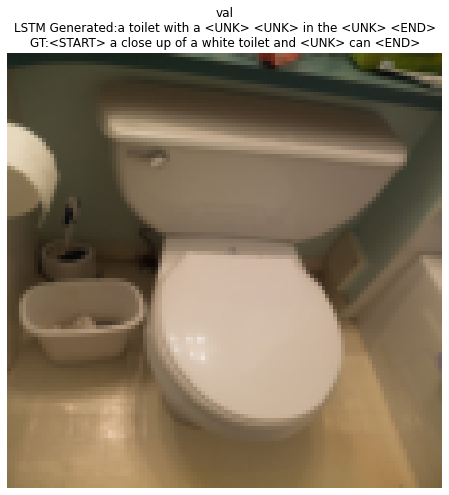 val
LSTM Generated:a toilet with a <UNK> <UNK> in the <UNK> <END>
GT:<START> a close up of a white toilet and <UNK> can <END>